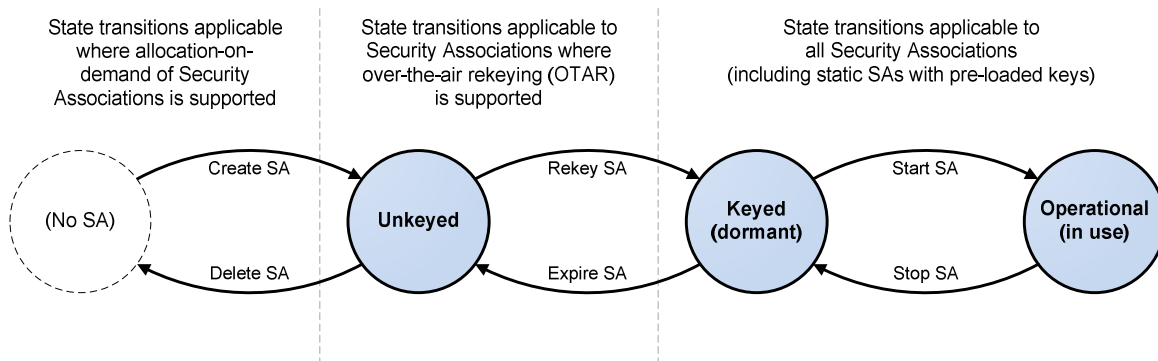 State transitions applicable
where allocation-on-
demand of Security
Associations is supported
State transitions applicable to
Security Associations where
over-the-air rekeying (OTAR)
is supported
State transitions applicable to
all Security Associations
(including static SAs with pre-loaded keys)
(No SA)
Create SA
Delete SA
Unkeyed
Rekey SA
Expire SA
Keyed
(dormant)
Start SA
Stop SA
Operational
(in use)